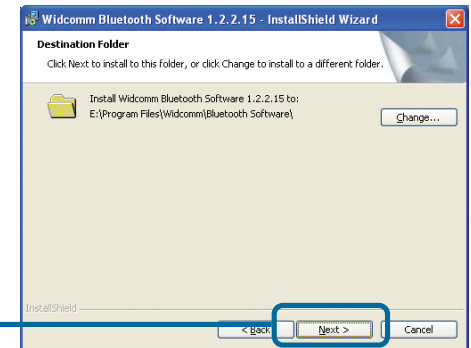 Widcomm Bluetooth Software 1.2.2.15 - InstallShield Wizard
Destination Folder
Click Next to install to this folder, or click Change to install to a different folder.
Install Widcomm Bluetooth Software 1.2.2.15 to:
E:\Program Files\Widcomm\Bluetooth Software\
Change...
InstallShield
< Back
Next >
Cancel